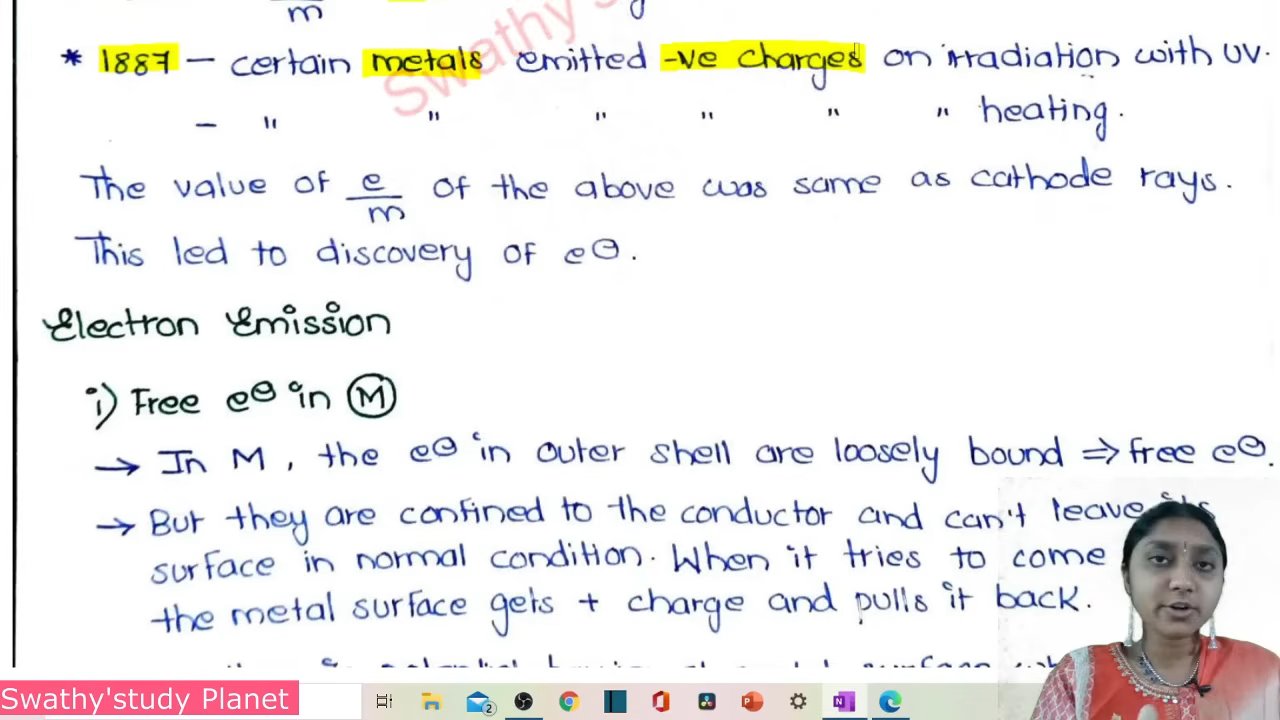 m
* 1887 – certain metals emitted -ve charges on irradiation with UV.
– " " " " " " heating.
The value of e/m of the above was same as cathode rays.
This led to discovery of e⊖.
Electron Emission
i) Free e⊖ in Ⓜ
→ In M, the e⊖ in outer shell are loosely bound ⇒ free e⊖.
→ But they are confined to the conductor and can't leave its
surface in normal condition. When it tries to come
the metal surface gets + charge and pulls it back.
Swathy
Swathy'study Planet
2